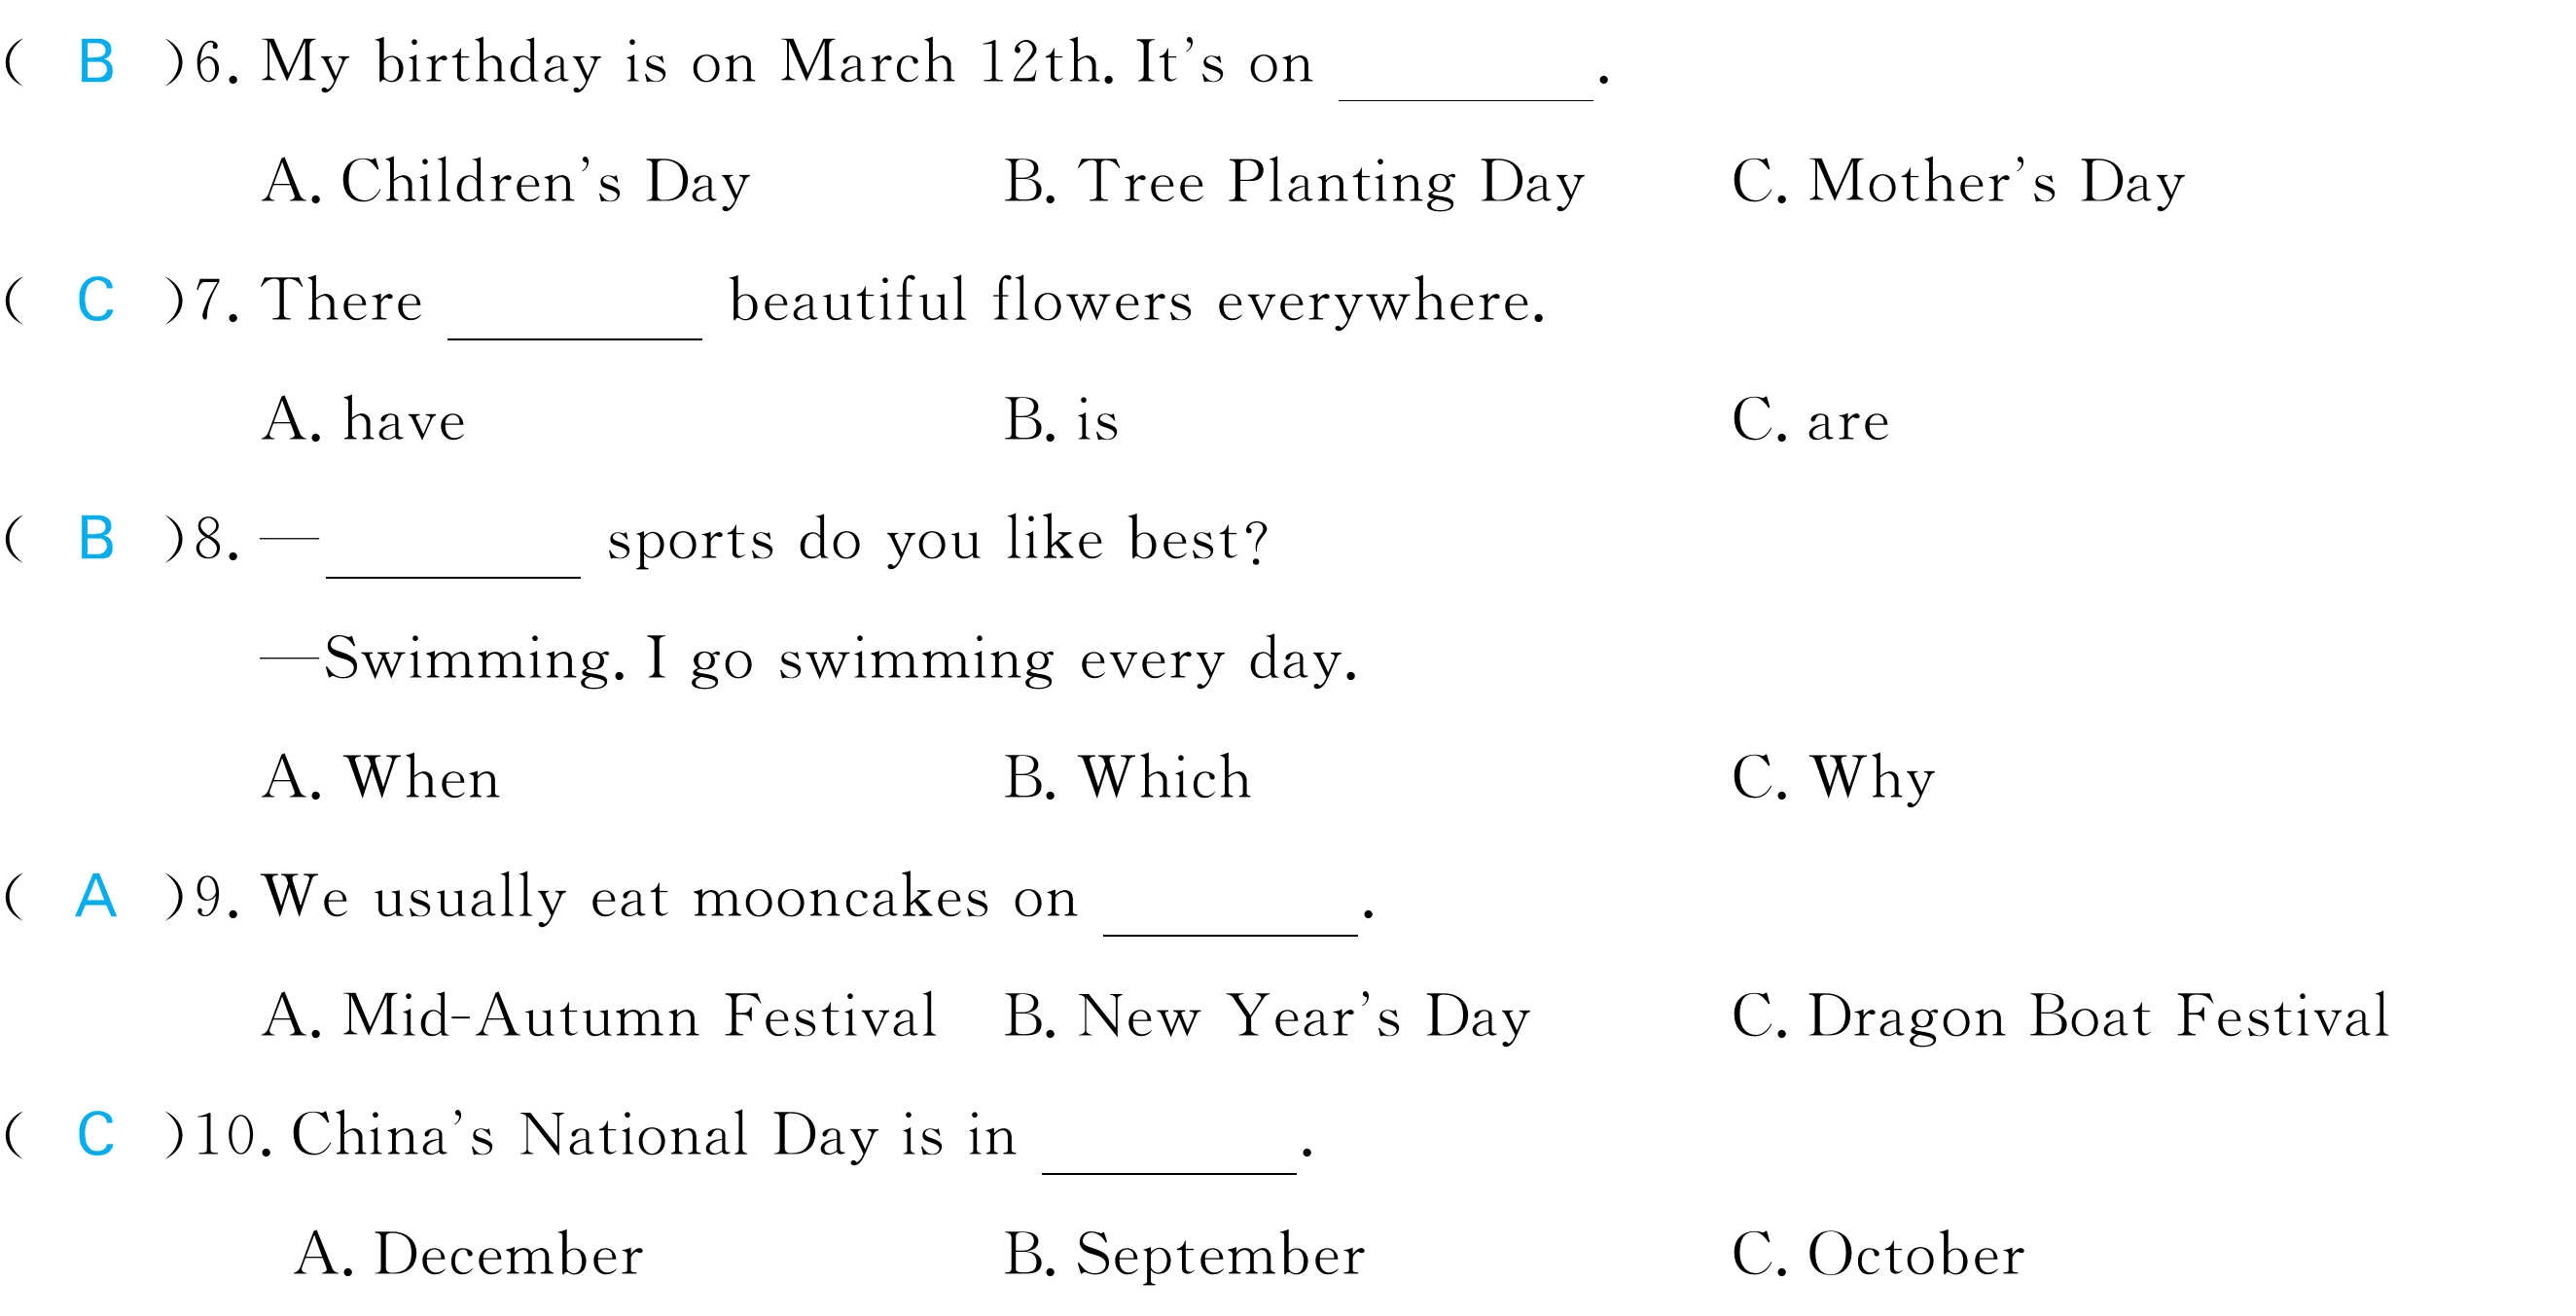 ( B )6. My birthday is on March 12th. It's on ________.
A. Children's Day B. Tree Planting Day C. Mother's Day
( C )7. There ________ beautiful flowers everywhere.
A. have B. is C. are
( B )8. —________ sports do you like best?
—Swimming. I go swimming every day.
A. When B. Which C. Why
( A )9. We usually eat mooncakes on ________.
A. Mid-Autumn Festival B. New Year's Day C. Dragon Boat Festival
( C )10. China's National Day is in ________.
A. December B. September C. October